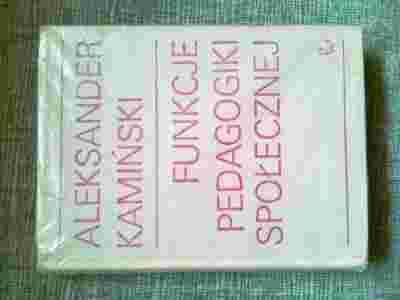 ALEKSANDER
KAMIŃSKI
FUNKCJE
PEDAGOGIKI
SPOŁECZNEJ